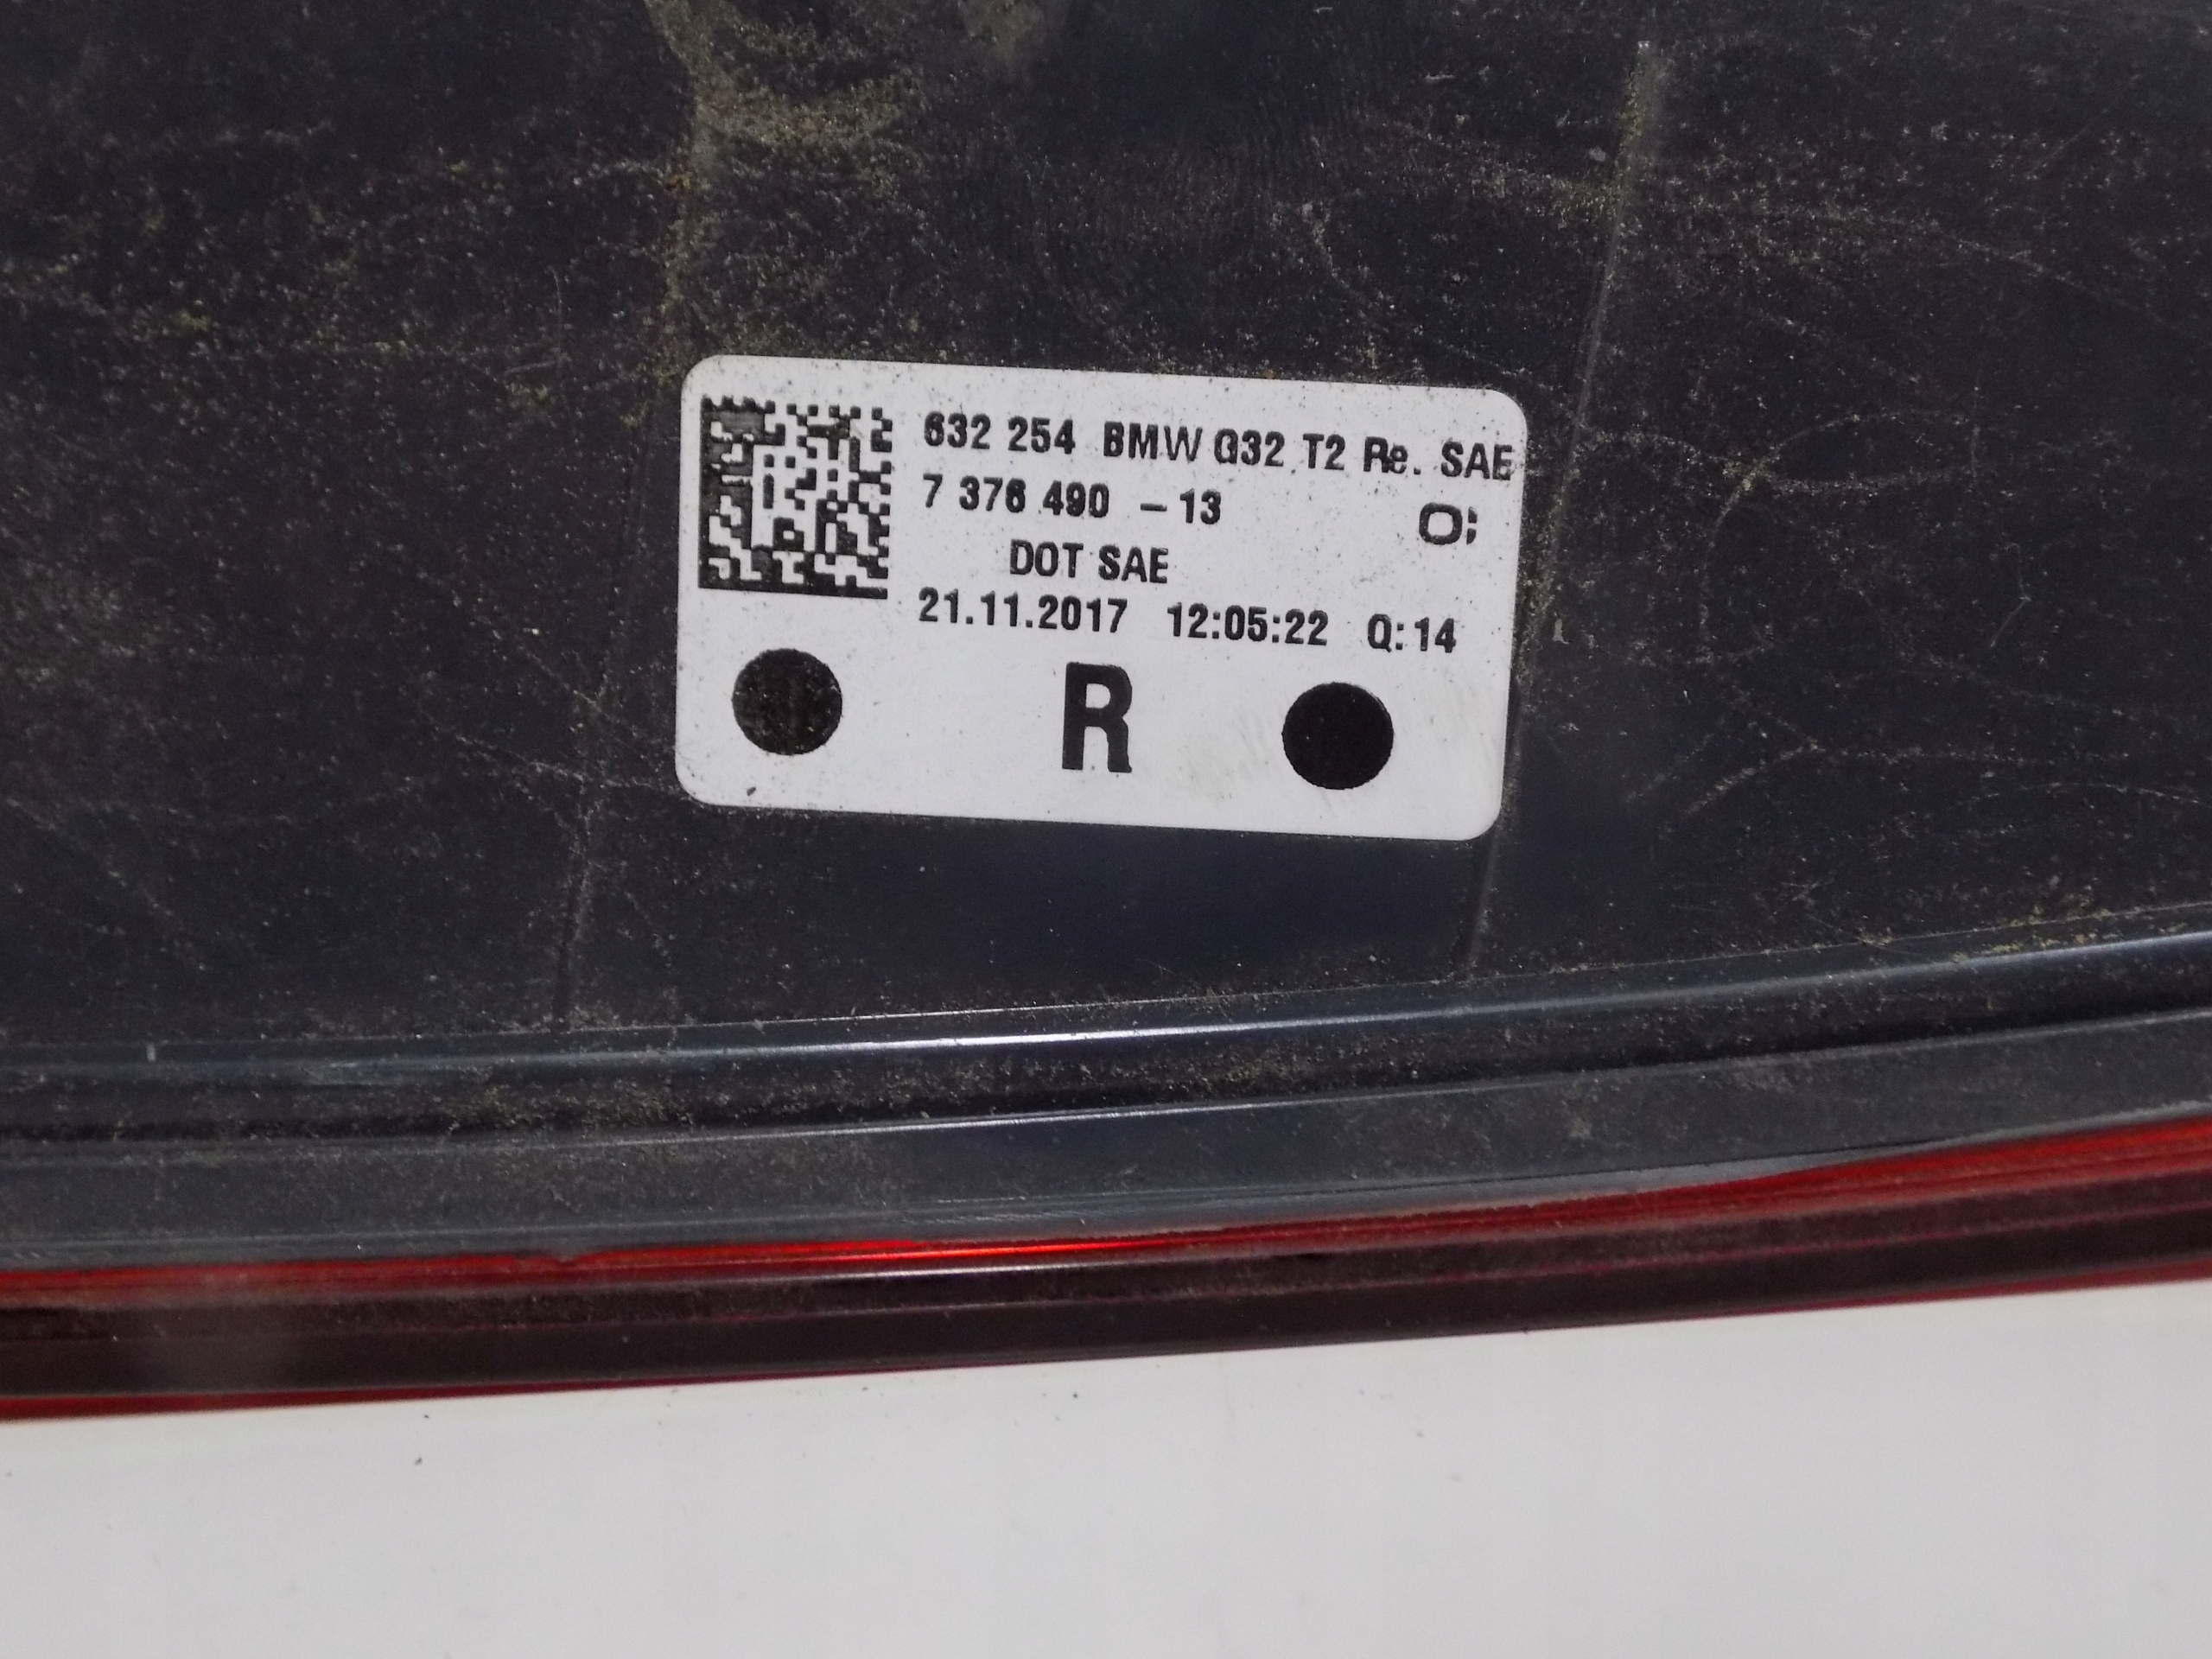 632 254 BMW G32 T2 Re. SAE
7 376 490 - 13
DOT SAE
21.11.2017 12:05:22 Q:14
R